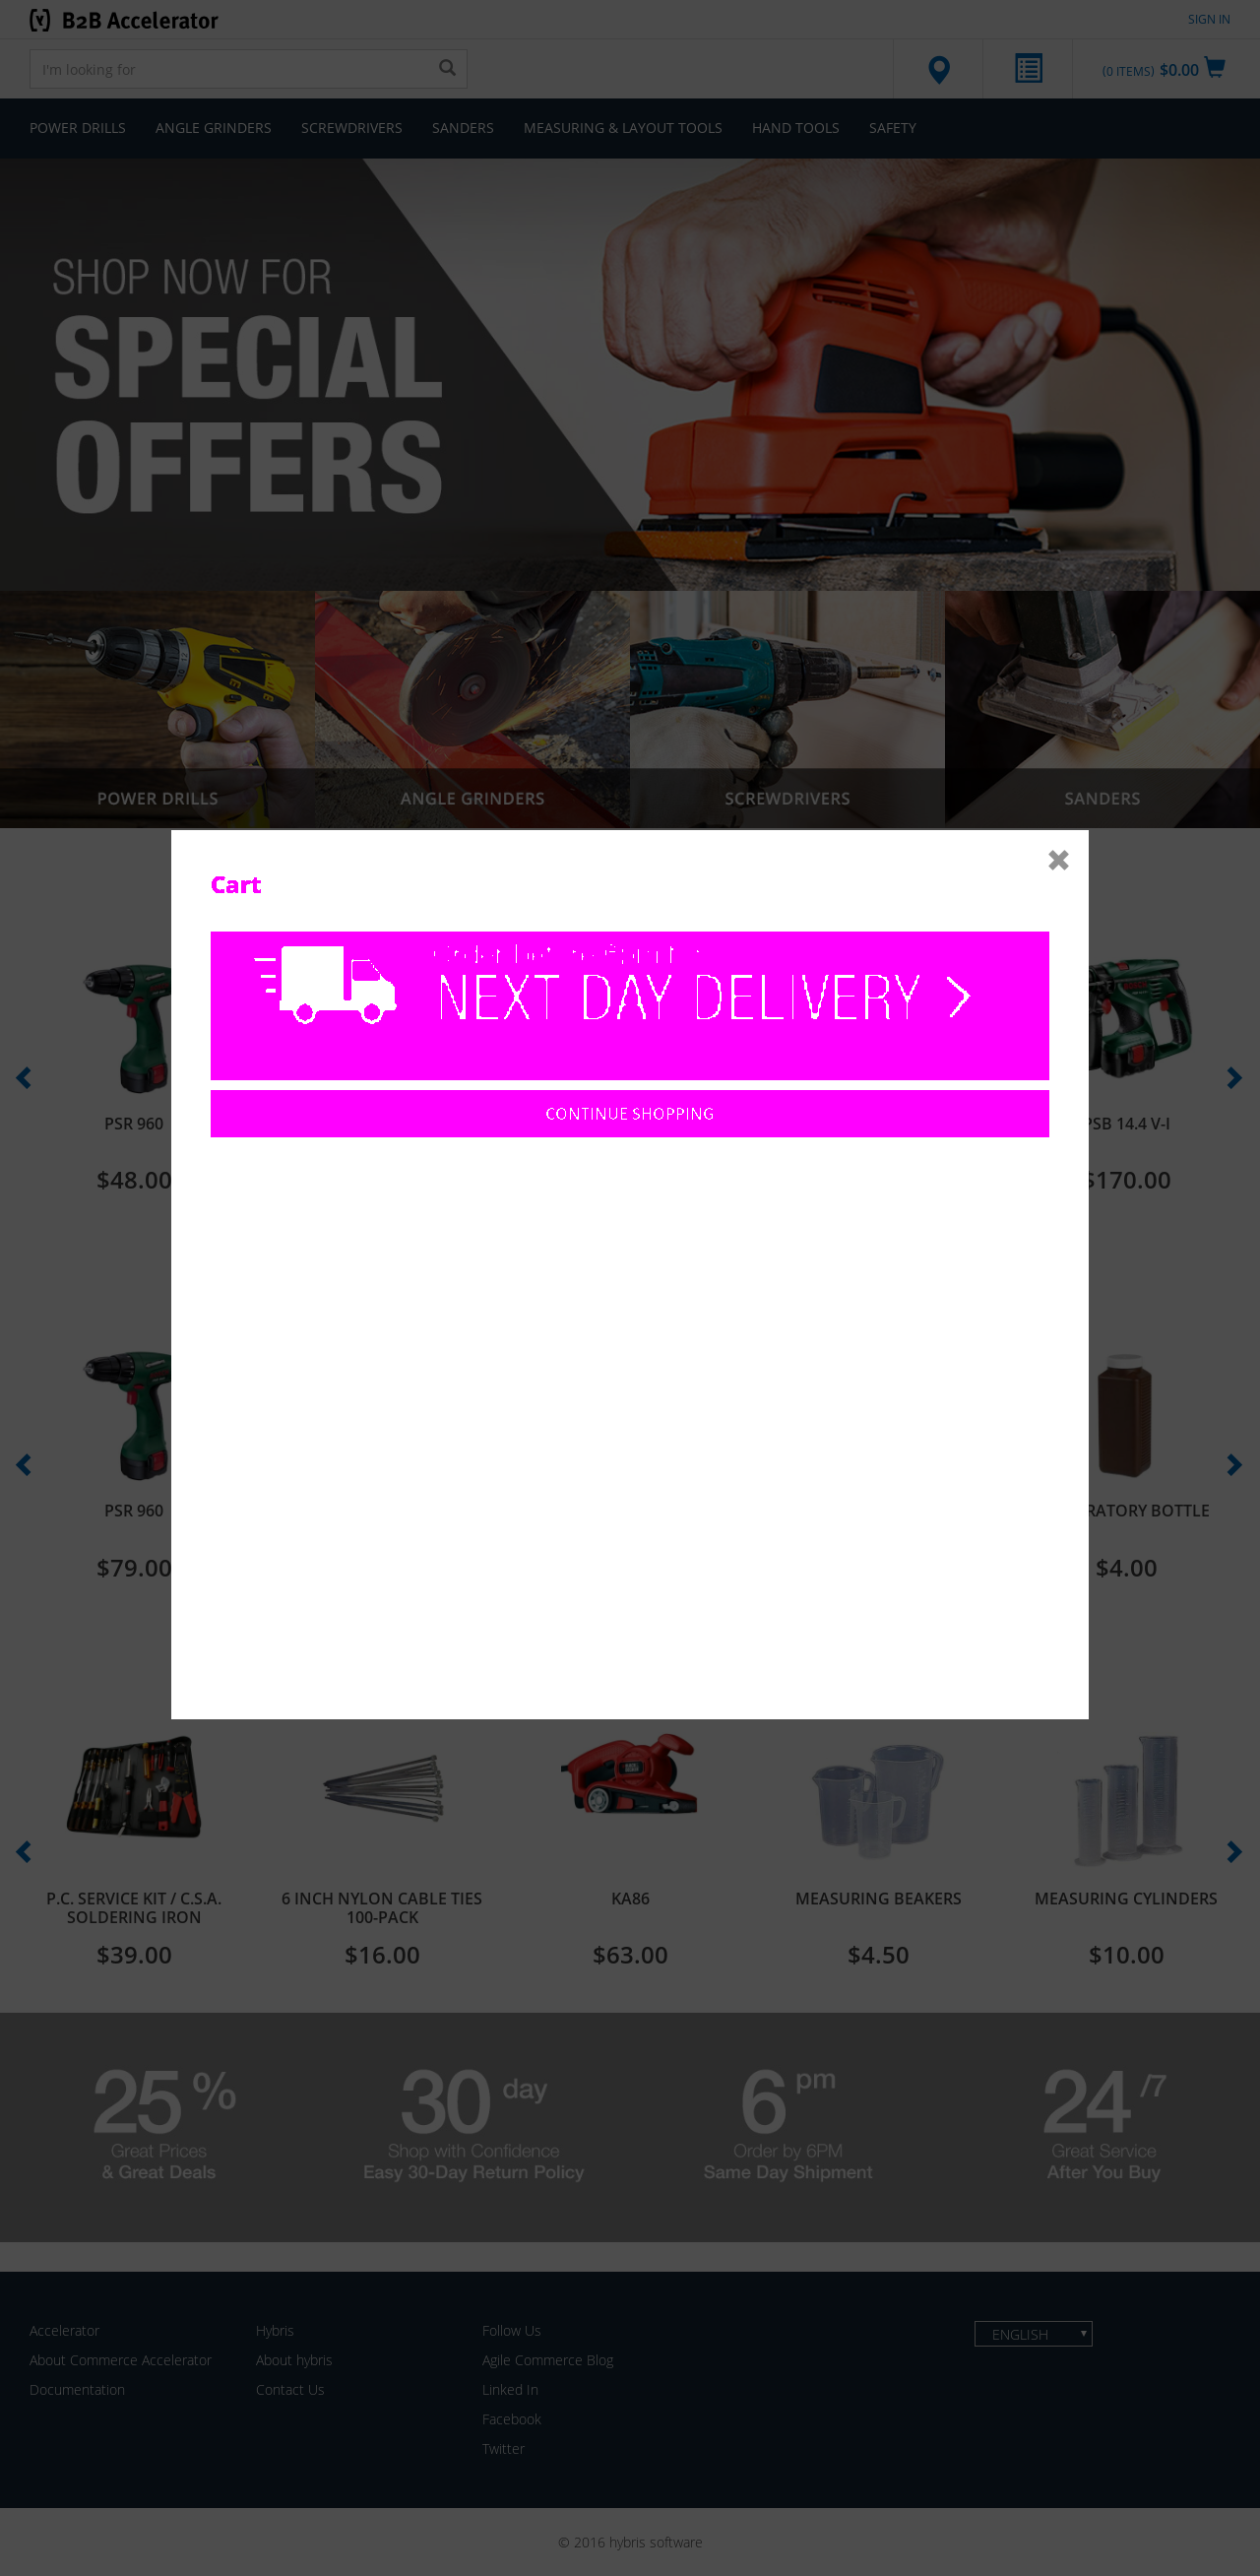 B2B Accelerator
SIGN IN
I'm looking for
(0 ITEMS) $0.00
POWER DRILLS ANGLE GRINDERS SCREWDRIVERS SANDERS MEASURING & LAYOUT TOOLS HAND TOOLS SAFETY
SHOP NOW FOR
SPECIAL
OFFERS
POWER DRILLS ANGLE GRINDERS SCREWDRIVERS SANDERS
Cart
NEXT DAY DELIVERY >
CONTINUE SHOPPING
PSR 960
$48.00
PSB 14.4 V-I
$170.00
PSR 960
$79.00
RATORY BOTTLE
$4.00
P.C. SERVICE KIT / C.S.A.
SOLDERING IRON
$39.00
6 INCH NYLON CABLE TIES
100-PACK
$16.00
KA86
$63.00
MEASURING BEAKERS
$4.50
MEASURING CYLINDERS
$10.00
25 %
Great Prices
& Great Deals
30 day
Shop with Confidence
Easy 30-Day Return Policy
6 pm
Order by 6PM
Same Day Shipment
24 /7
Great Service
After You Buy
Accelerator
About Commerce Accelerator
Documentation
Hybris
About hybris
Contact Us
Follow Us
Agile Commerce Blog
Linked In
Facebook
Twitter
ENGLISH
© 2016 hybris software